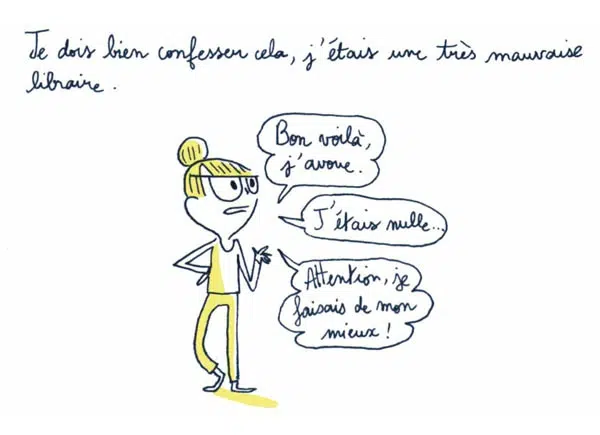 Je dois bien confesser cela, j'étais une très mauvaise
libraire.
Bon voilà,
j'avoue.
J'étais nulle...
Attention, je
faisais de mon
mieux !